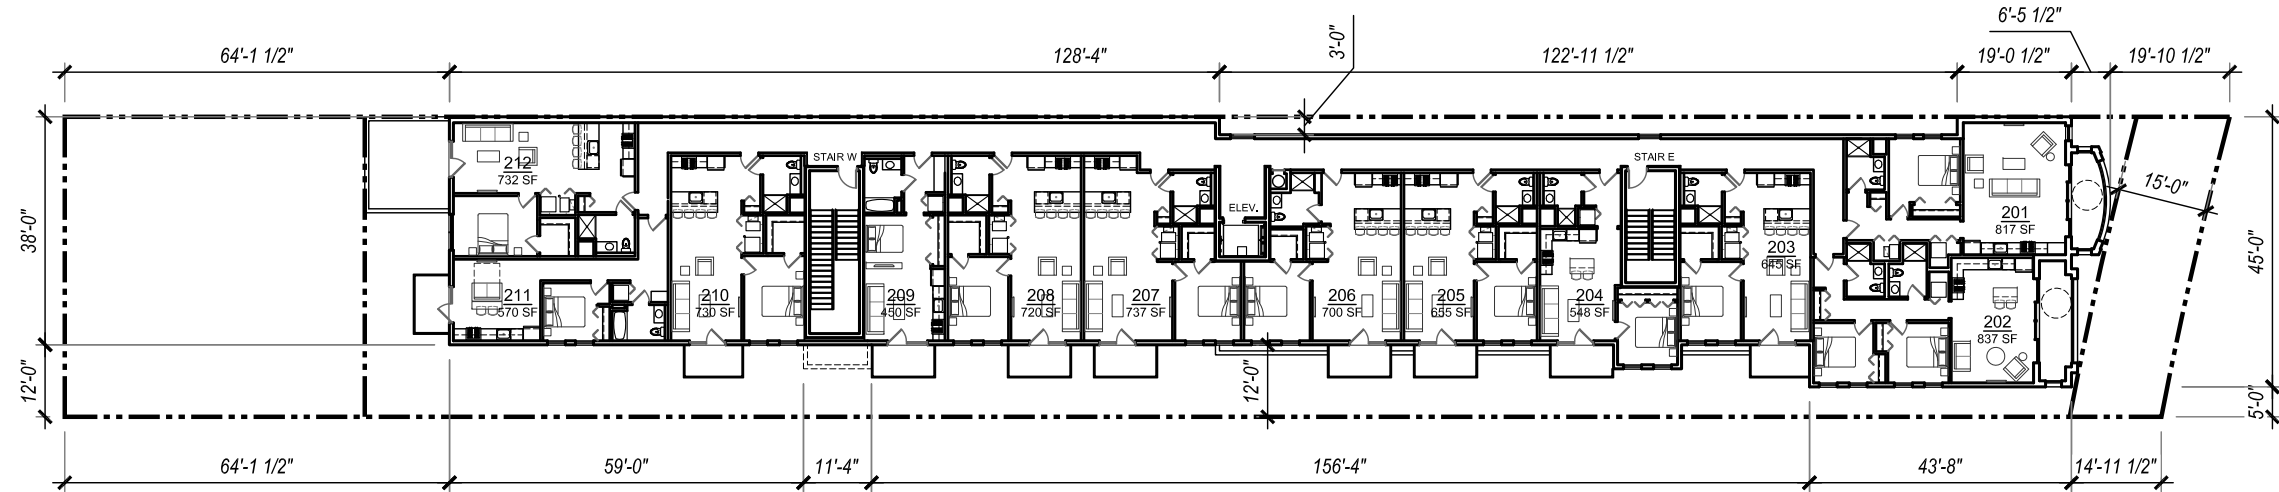 6'-5 1/2"
64'-1 1/2"
128'-4"
3'-0"
122'-11 1/2"
19'-0 1/2"
19'-10 1/2"
38'-0"
12'-0"
212
732 SF
STAIR W
STAIR E
ELEV.
15'-0"
201
817 SF
45'-0"
5'-0"
203
645 SF
211
570 SF
210
730 SF
209
450 SF
208
720 SF
207
737 SF
206
700 SF
205
655 SF
204
548 SF
202
837 SF
12'-0"
64'-1 1/2"
59'-0"
11'-4"
156'-4"
43'-8"
14'-11 1/2"